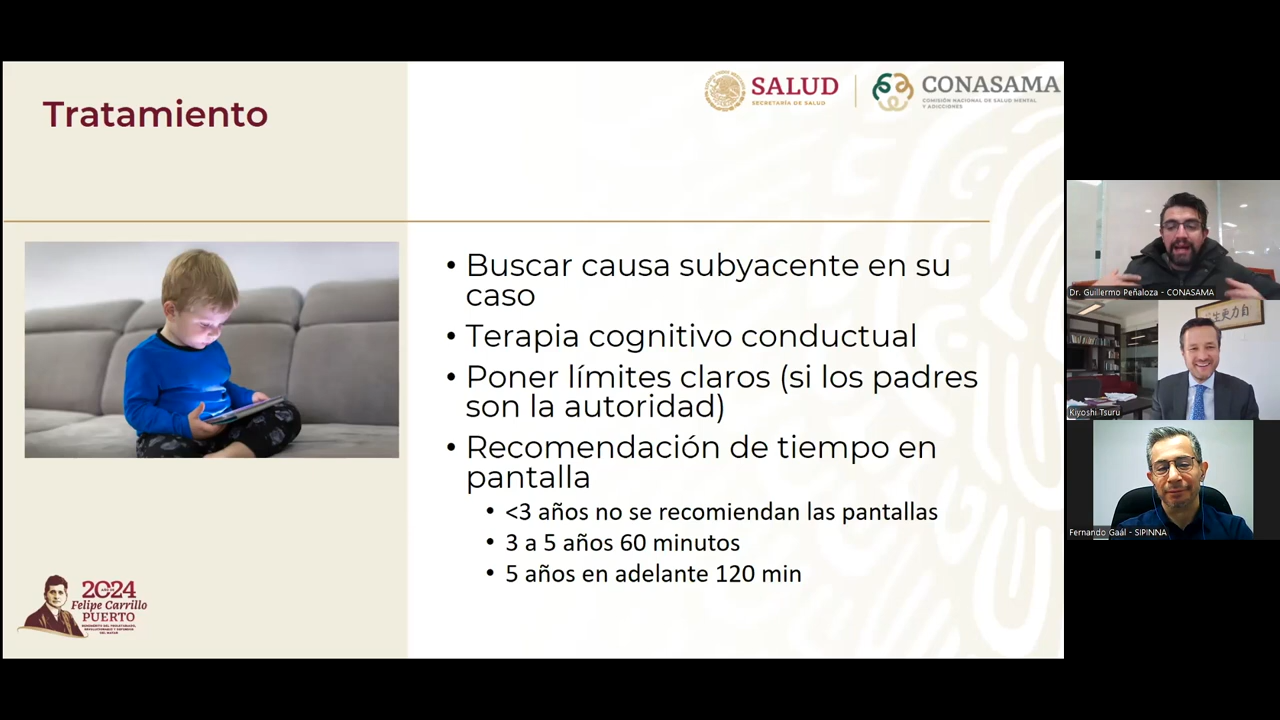 Tratamiento
SALUD
SECRETARÍA DE SALUD
CONASAMA
COMISIÓN NACIONAL DE SALUD MENTAL
Y ADICCIONES
• Buscar causa subyacente en su
caso
• Terapia cognitivo conductual
• Poner límites claros (si los padres
son la autoridad)
• Recomendación de tiempo en
pantalla
• <3 años no se recomiendan las pantallas
• 3 a 5 años 60 minutos
• 5 años en adelante 120 min
2024
Felipe Carrillo
PUERTO
Dr. Guillermo Peñaloza - CONASAMA
Kiyoshi Tsuru
Fernando Gaál - SIPINNA